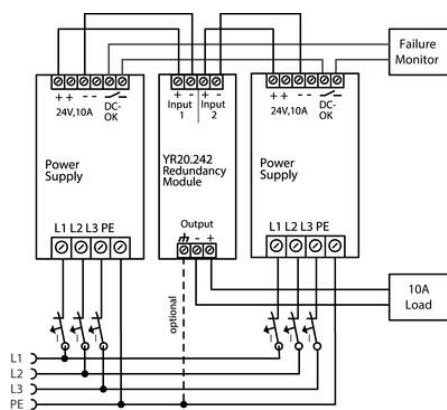 Failure
Monitor
+ + - - DC-
OK
24V,10A
+ - + -
Input
1
Input
2
+ + - - DC-
OK
24V,10A
Power
Supply
YR20.242
Redundancy
Module
Power
Supply
L1 L2 L3 PE
Output
- +
L1 L2 L3 PE
optional
10A
Load
I
I
I
I
I
I
L1
L2
L3
PE